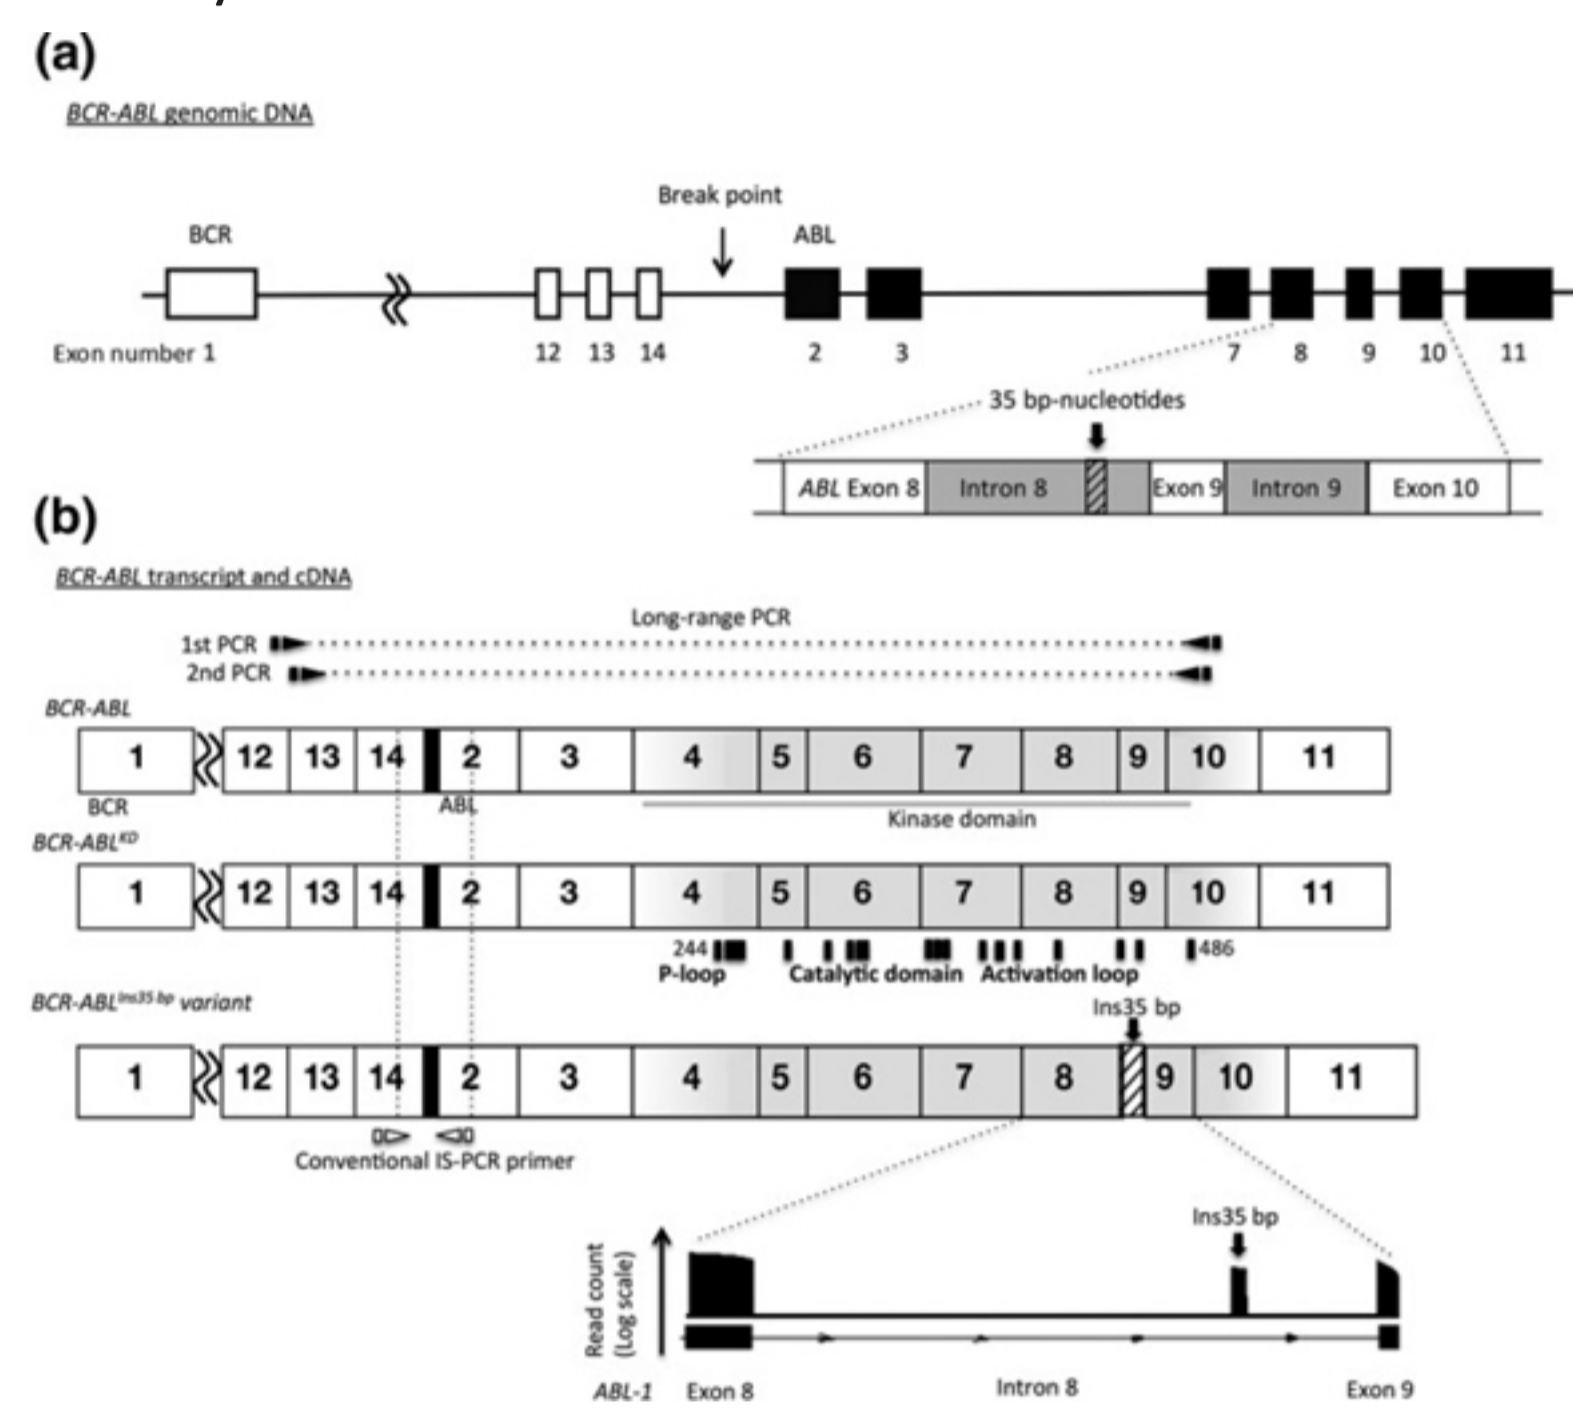 (a)
BCR-ABL genomic DNA
Break point
BCR ABL
Exon number 1 12 13 14 2 3 7 8 9 10 11
35 bp-nucleotides
ABL Exon 8 Intron 8 Exon 9 Intron 9 Exon 10
(b)
BCR-ABL transcript and cDNA
Long-range PCR
1st PCR
2nd PCR
BCR-ABL
1 12 13 14 2 3 4 5 6 7 8 9 10 11
BCR ABL
Kinase domain
BCR-ABLKD
1 12 13 14 2 3 4 5 6 7 8 9 10 11
244 486
P-loop Catalytic domain Activation loop
BCR-ABLIns35 bp variant
Ins35 bp
1 12 13 14 2 3 4 5 6 7 8 9 10 11
Conventional IS-PCR primer
Ins35 bp
Read count
(Log scale)
ABL-1 Exon 8 Intron 8 Exon 9